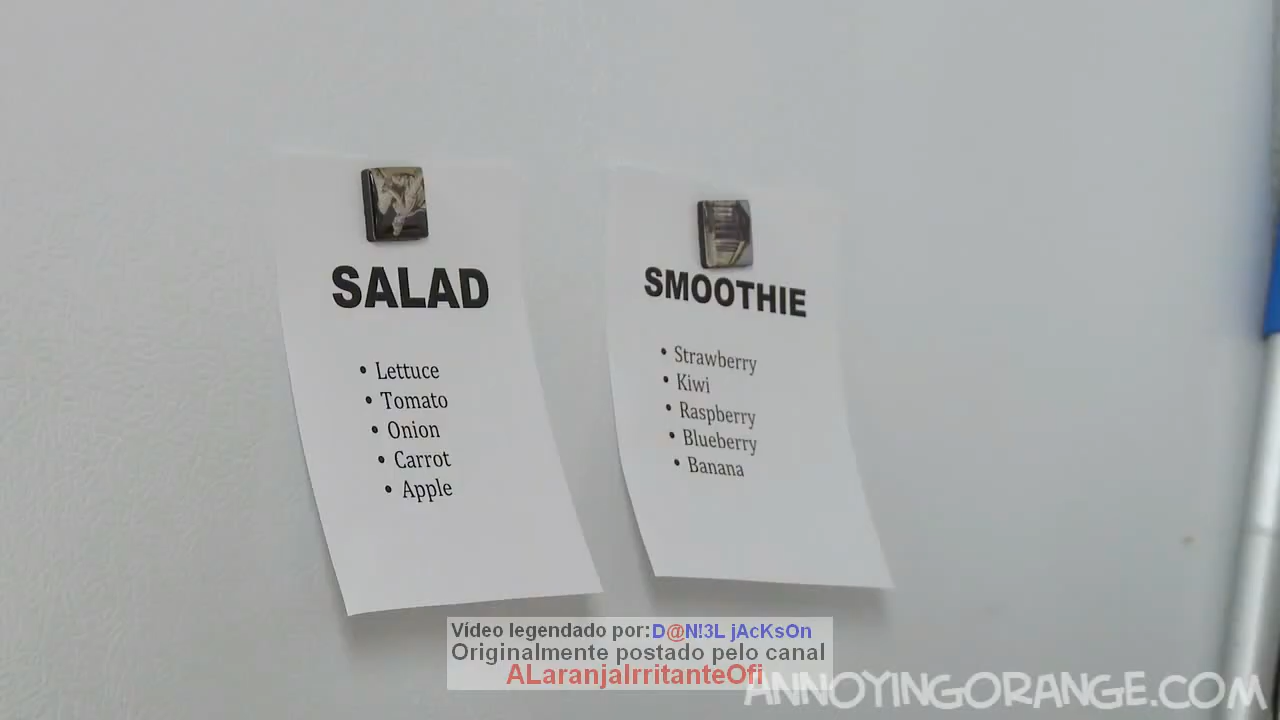 SALAD
• Lettuce
• Tomato
• Onion
• Carrot
• Apple
SMOOTHIE
• Strawberry
• Kiwi
• Raspberry
• Blueberry
• Banana
Vídeo legendado por:D@N!3L jAcKsOn
Originalmente postado pelo canal
ALaranjaIrritanteOfi
ANNOYINGORANGE.COM